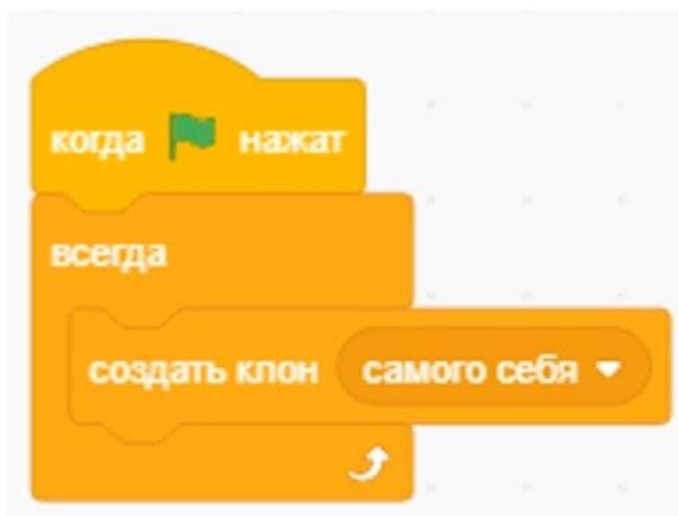 когда нажат
всегда
создать клон самого себя